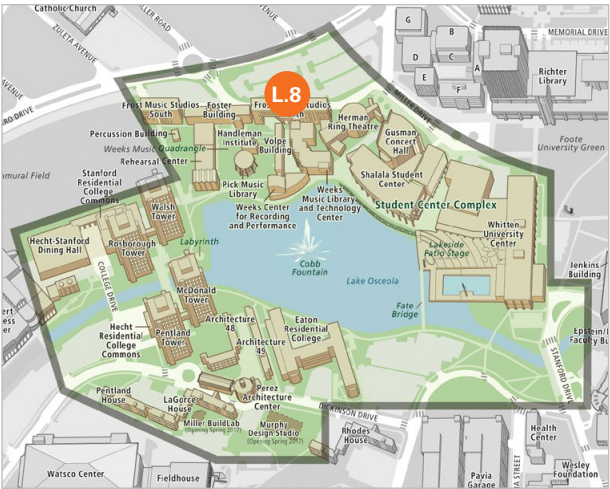 Catholic Church
MILLER ROAD
ZULETA AVENUE
AVENUE
MEMORIAL DRIVE
G
B
D
C
A
E
F
Richter
Library
L.8
MILLER DRIVE
Frost Music Studios
South
Foster
Building
North
Herman
Ring Theatre
Gusman
Concert
Hall
Percussion Building
Handleman
Institute
Volpe
Building
Weeks Music Quadrangle
Rehearsal Center
Foote
University Green
Stanford
Residential
College
Commons
Pick Music
Library
Weeks
Music Library
and Technology
Center
Shalala Student
Center
Student Center Complex
Walsh
Tower
Weeks Center
for Recording
and Performance
Whitten
University
Center
Hecht-Stanford
Dining Hall
Rosborough
Tower
Labyrinth
Lakeside
Patio Stage
Cobb
Fountain
Lake Osceola
Jenkins
Building
COLLEGE DRIVE
McDonald
Tower
Fate
Bridge
Hecht
Residential
College
Commons
Pentland
Tower
Architecture
48
Architecture
49
Eaton
Residential
College
STANFORD DRIVE
Pentland
House
LaGorce
House
Perez
Architecture
Center
Miller BuildLab
(Opening Spring 2017)
Murphy
Design Studio
(Opening Spring 2017)
DICKINSON DRIVE
Rhodes
House
Health
Center
Watsco Center
Fieldhouse
Pavia
Garage
Wesley
Foundation